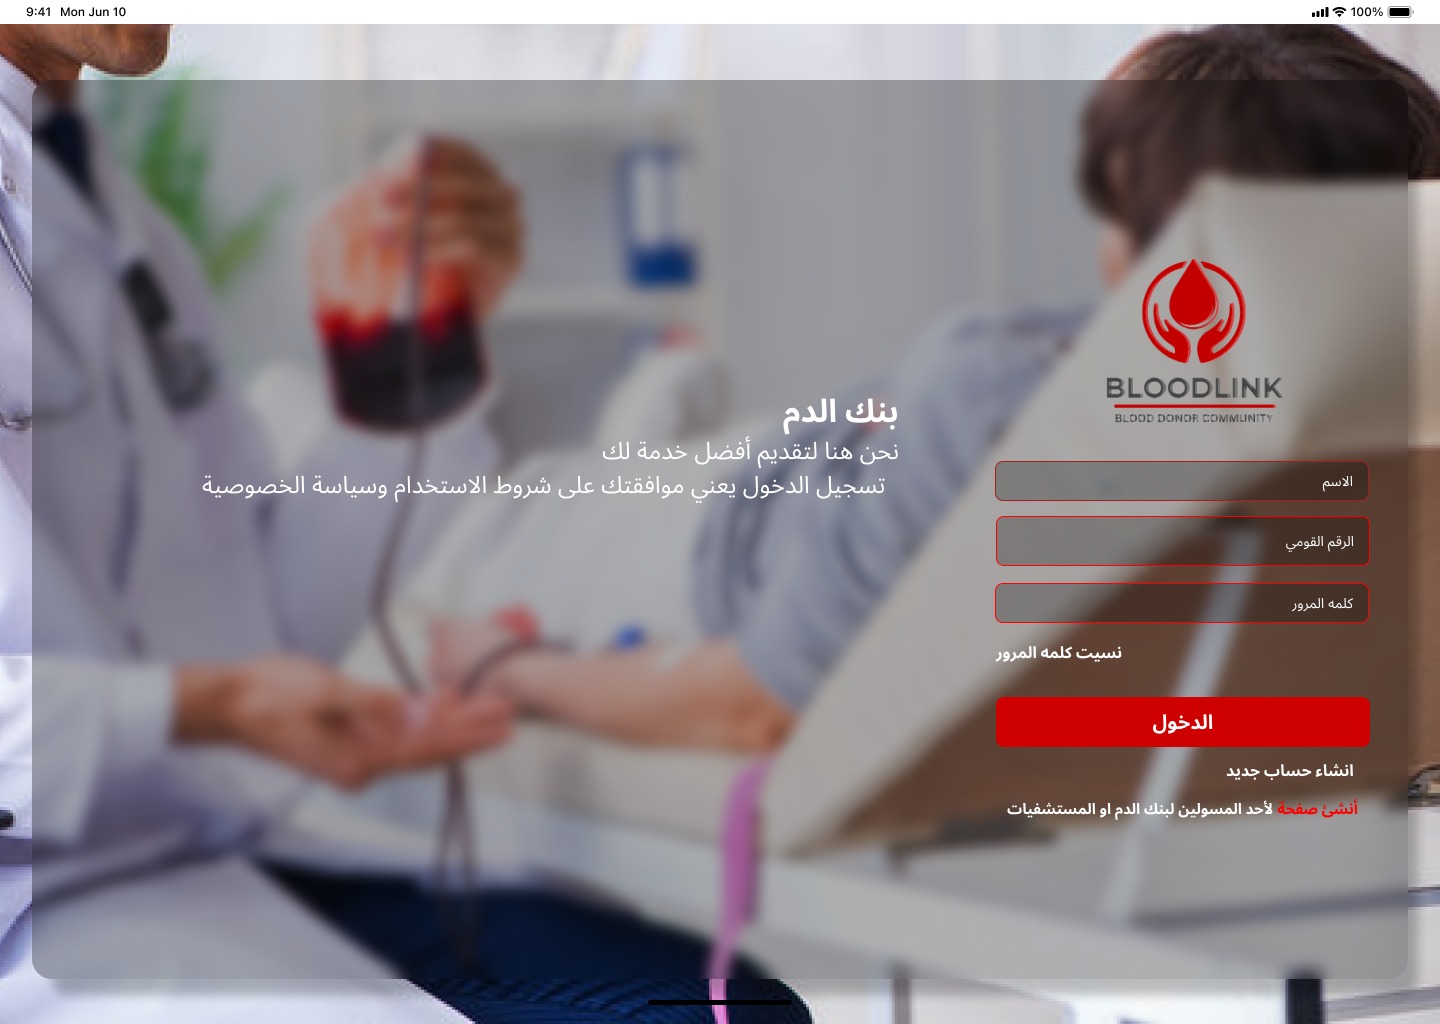 9:41 Mon Jun 10
100%
BLOODLINK
BLOOD DONOR COMMUNITY
بنك الدم
نحن هنا لتقديم أفضل خدمة لك
تسجيل الدخول يعني موافقتك على شروط الاستخدام وسياسة الخصوصية
الاسم
الرقم القومي
كلمه المرور
نسيت كلمه المرور
الدخول
انشاء حساب جديد
أنشئ صفحة لأحد المسولين لبنك الدم او المستشفيات